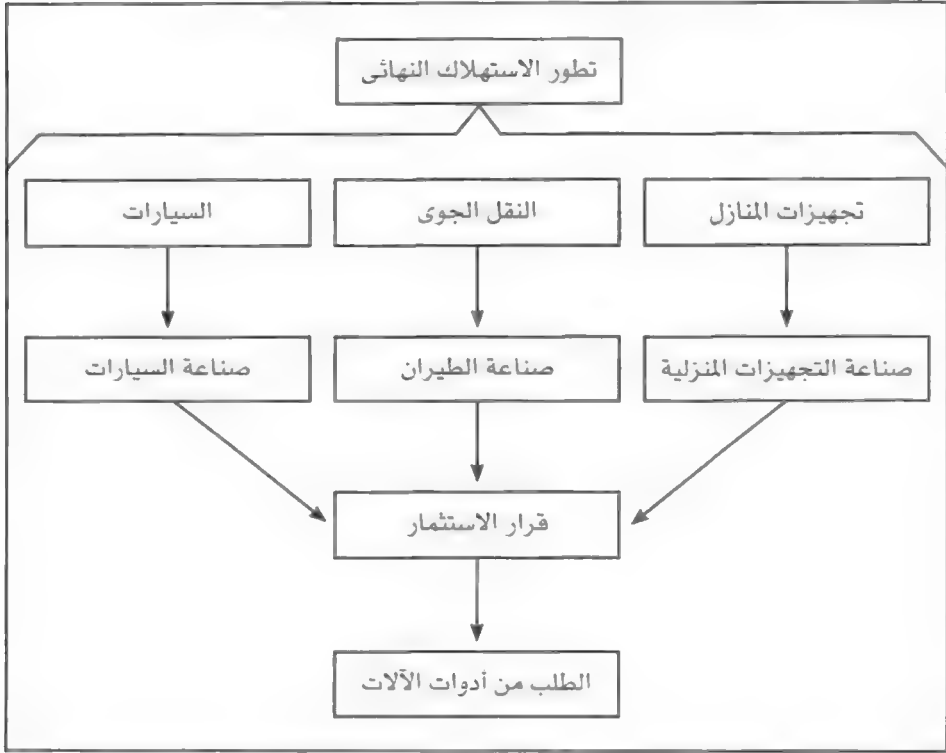 تطور الاستهلاك النهائى
تجهيزات المنازل
النقل الجوى
السيارات
صناعة التجهيزات المنزلية
صناعة الطيران
صناعة السيارات
قرار الاستثمار
الطلب من أدوات الآلات